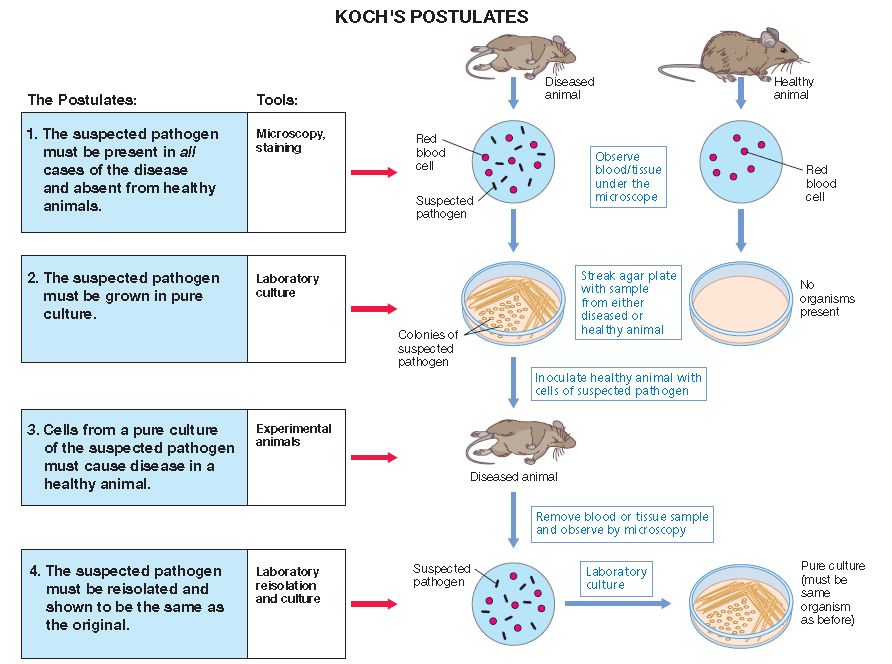 KOCH'S POSTULATES
Diseased
animal
Healthy
animal
The Postulates:
Tools:
1. The suspected pathogen
must be present in all
cases of the disease
and absent from healthy
animals.
Microscopy,
staining
Red
blood
cell
Suspected
pathogen
Observe
blood/tissue
under the
microscope
Red
blood
cell
2. The suspected pathogen
must be grown in pure
culture.
Laboratory
culture
Colonies of
suspected
pathogen
Streak agar plate
with sample
from either
diseased or
healthy animal
No
organisms
present
Inoculate healthy animal with
cells of suspected pathogen
3. Cells from a pure culture
of the suspected pathogen
must cause disease in a
healthy animal.
Experimental
animals
Diseased animal
Remove blood or tissue sample
and observe by microscopy
4. The suspected pathogen
must be reisolated and
shown to be the same as
the original.
Laboratory
reisolation
and culture
Suspected
pathogen
Laboratory
culture
Pure culture
(must be
same
organism
as before)